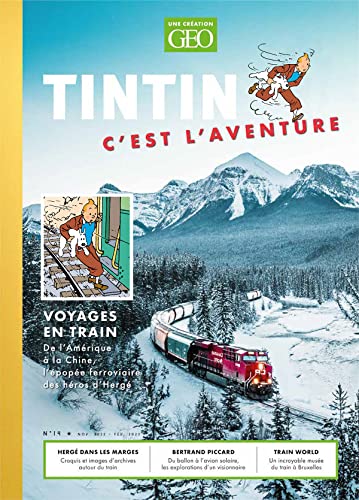 UNE CRÉATION
GEO
TINTIN
C'EST L'AVENTURE
VOYAGES
EN TRAIN
De l'Amérique
à la Chine,
l'épopée ferroviaire
des héros d'Hergé
N°14
HERGÉ DANS LES MARGES
Croquis et images d'archives
autour du train
BERTRAND PICCARD
Du ballon à l'avion solaire,
les explorations d'un visionnaire
TRAIN WORLD
Un incroyable musée
du train à Bruxelles